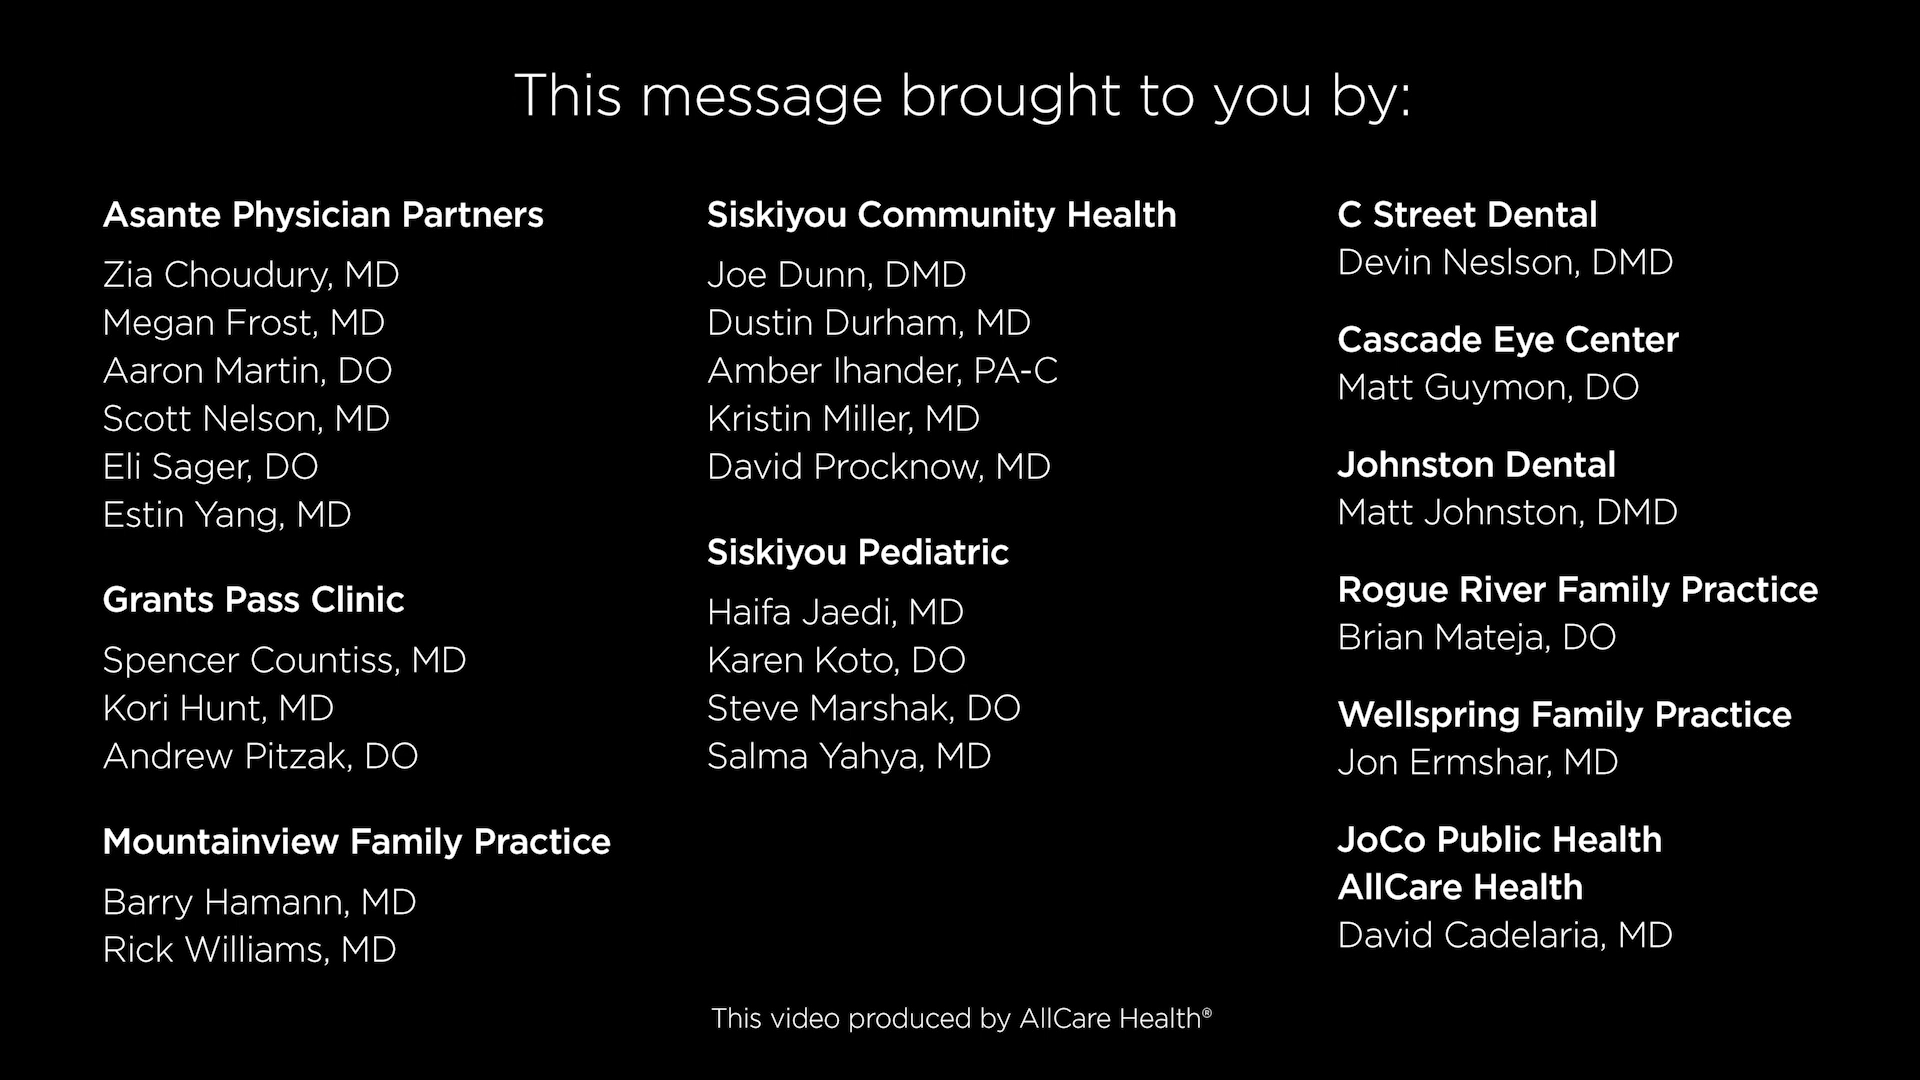 This message brought to you by:
Asante Physician Partners
Zia Choudury, MD
Megan Frost, MD
Aaron Martin, DO
Scott Nelson, MD
Eli Sager, DO
Estin Yang, MD
Grants Pass Clinic
Spencer Countiss, MD
Kori Hunt, MD
Andrew Pitzak, DO
Mountainview Family Practice
Barry Hamann, MD
Rick Williams, MD
Siskiyou Community Health
Joe Dunn, DMD
Dustin Durham, MD
Amber Ihander, PA-C
Kristin Miller, MD
David Procknow, MD
Siskiyou Pediatric
Haifa Jaedi, MD
Karen Koto, DO
Steve Marshak, DO
Salma Yahya, MD
C Street Dental
Devin Neslson, DMD
Cascade Eye Center
Matt Guymon, DO
Johnston Dental
Matt Johnston, DMD
Rogue River Family Practice
Brian Mateja, DO
Wellspring Family Practice
Jon Ermshar, MD
JoCo Public Health
AllCare Health
David Cadelaria, MD
This video produced by AllCare Health®